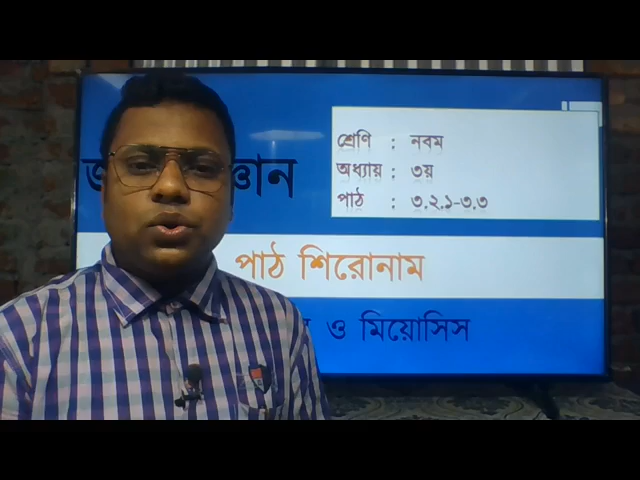 শ্রেণি : নবম
অধ্যায় : ৩য়
পাঠ : ৩.২.১-৩.৩
পাঠ শিরোনাম
ও মিয়োসিস